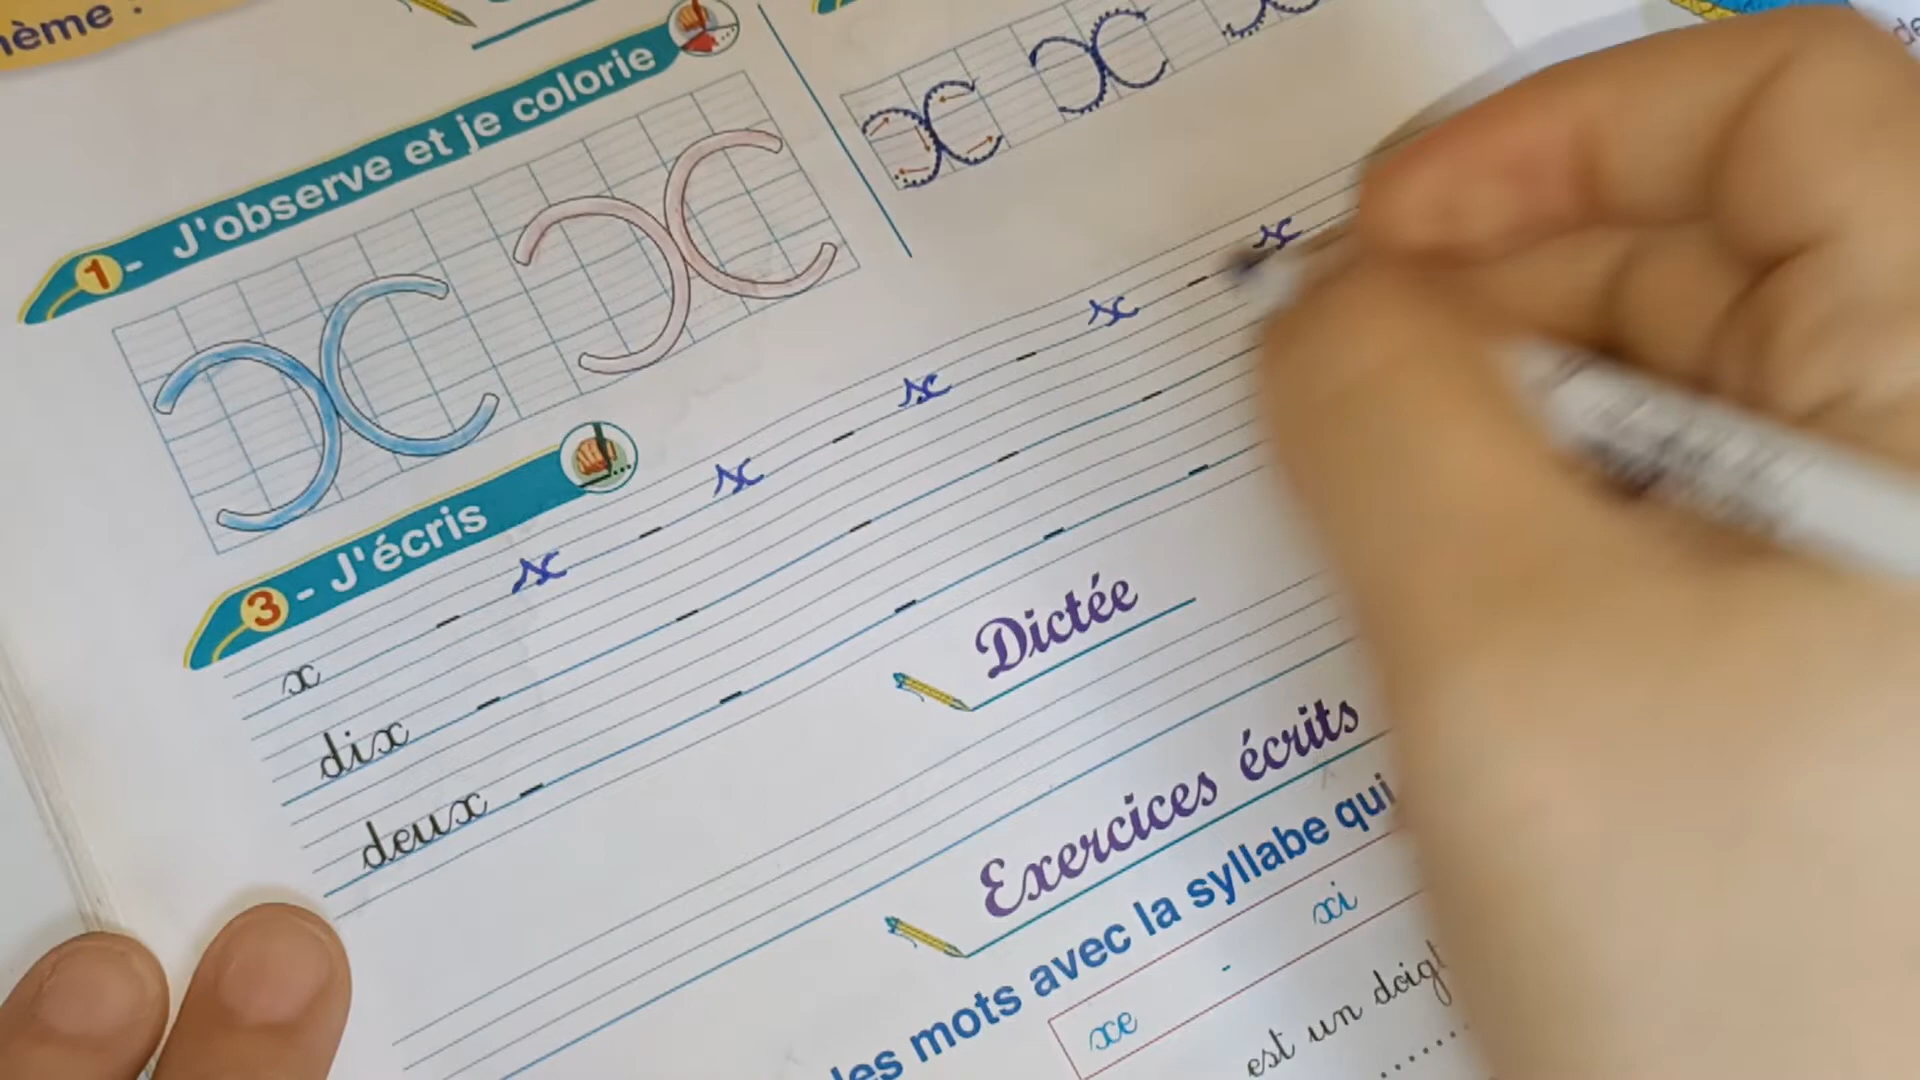 ème :
1 - J'observe et je colorie
x x
x x
3 - J'écris
x - x - x - x - x - x
dix - - - - -
deux - - - - -
Dictée
Exercices écrits
les mots avec la syllabe qui
xe - xi
est un doigt